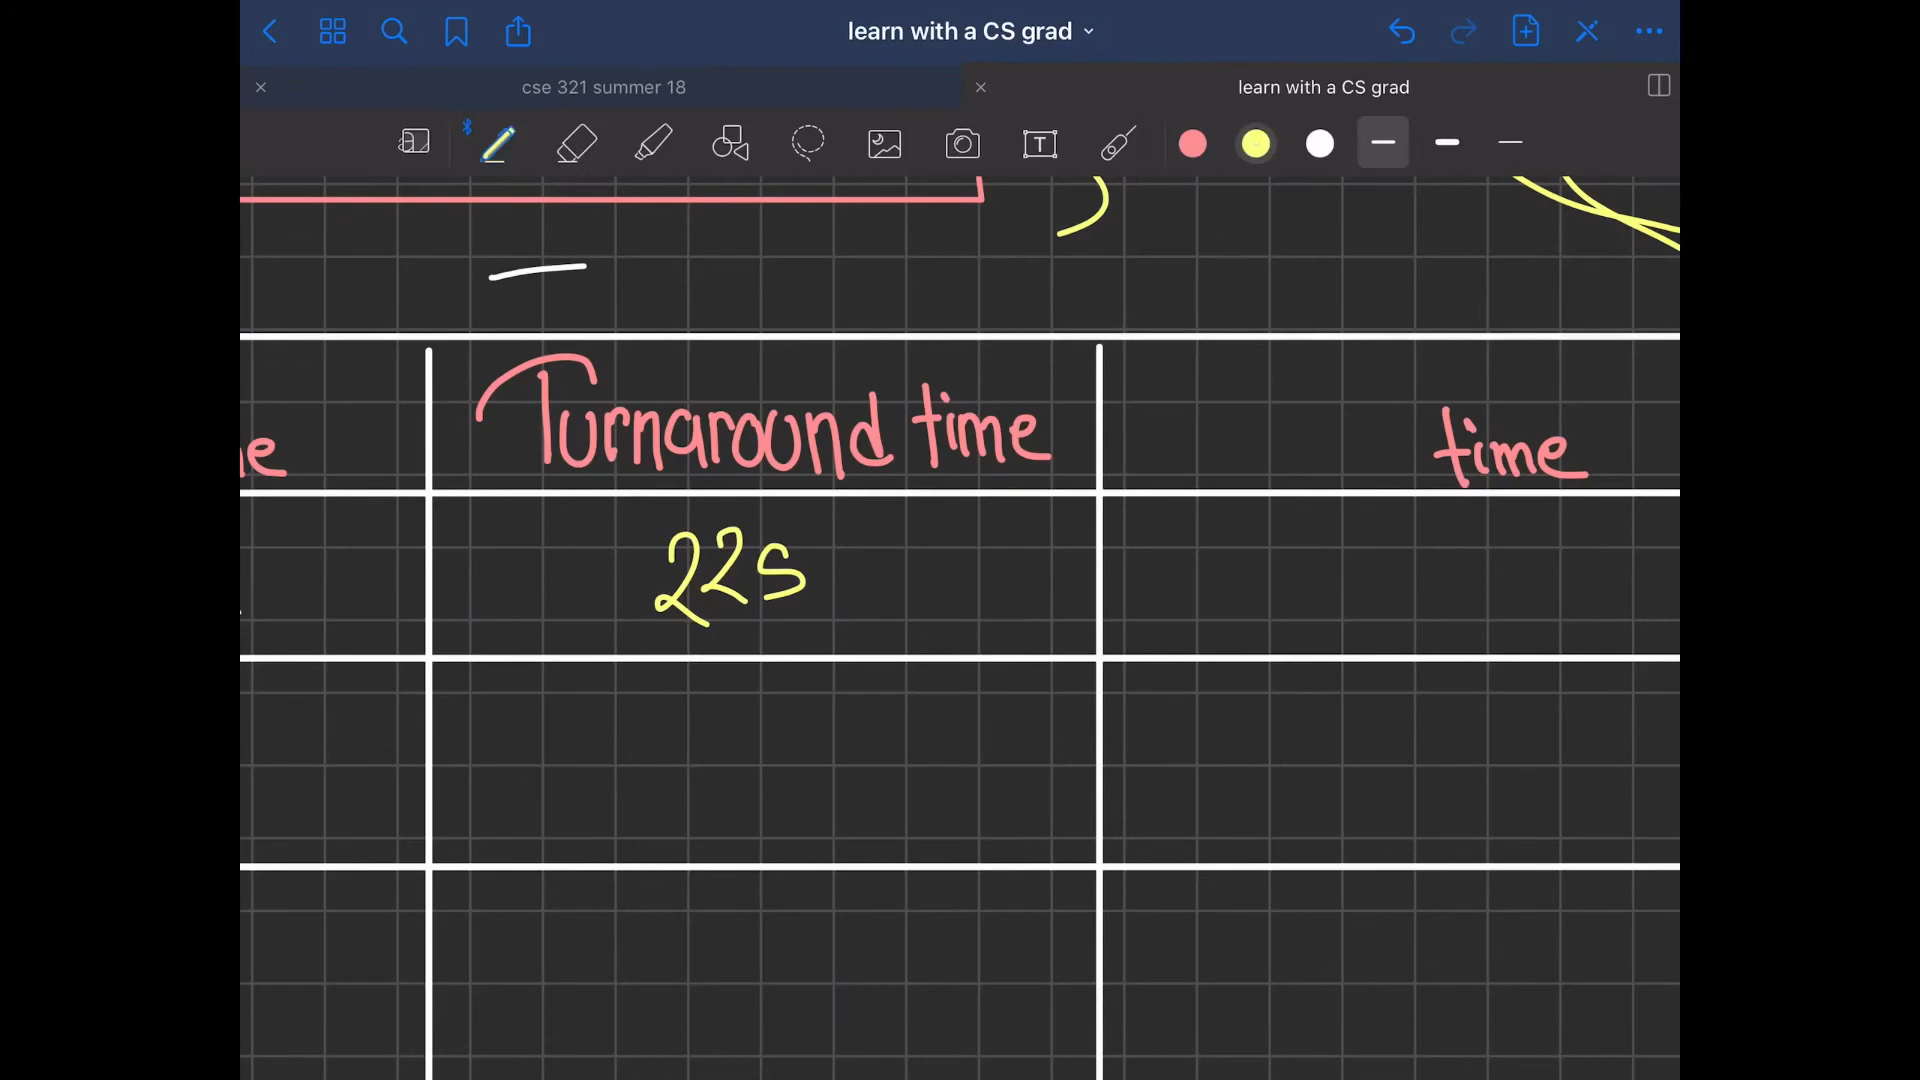 learn with a CS grad
cse 321 summer 18
learn with a CS grad
T
e
Turnaround time
time
22s